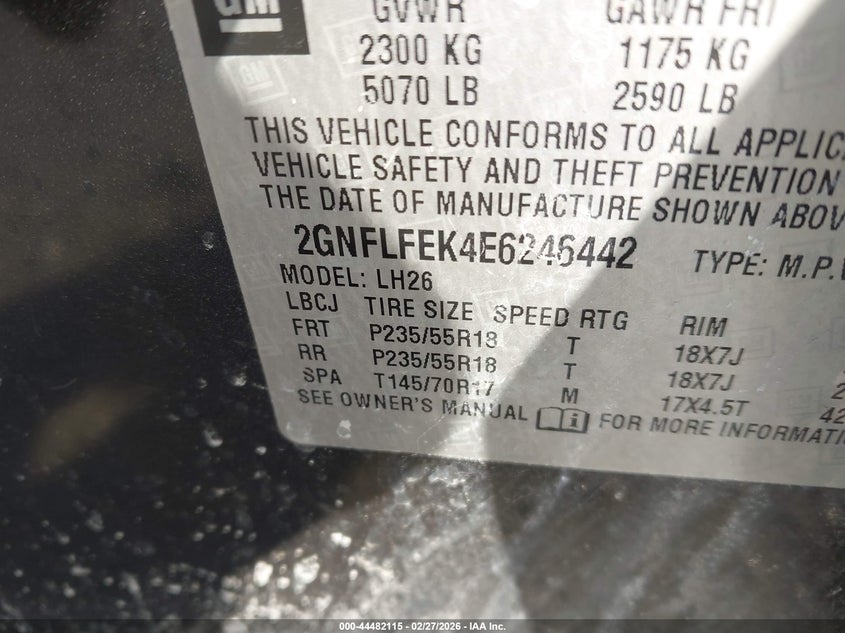 GM
GVWR GAWR FRT
2300 KG 1175 KG
5070 LB 2590 LB
THIS VEHICLE CONFORMS TO ALL APPLIC
VEHICLE SAFETY AND THEFT PREVENTION
THE DATE OF MANUFACTURE SHOWN ABOV
2GNFLFEK4E6246442 TYPE: M.P.V
MODEL: LH26
LBCJ TIRE SIZE SPEED RTG RIM
FRT P235/55R18 T 18X7J
RR P235/55R18 T 18X7J 2
SPA T145/70R17 M 17X4.5T 42
SEE OWNER'S MANUAL FOR MORE INFORMATI
000-44482115 - 02/27/2026 - IAA Inc.